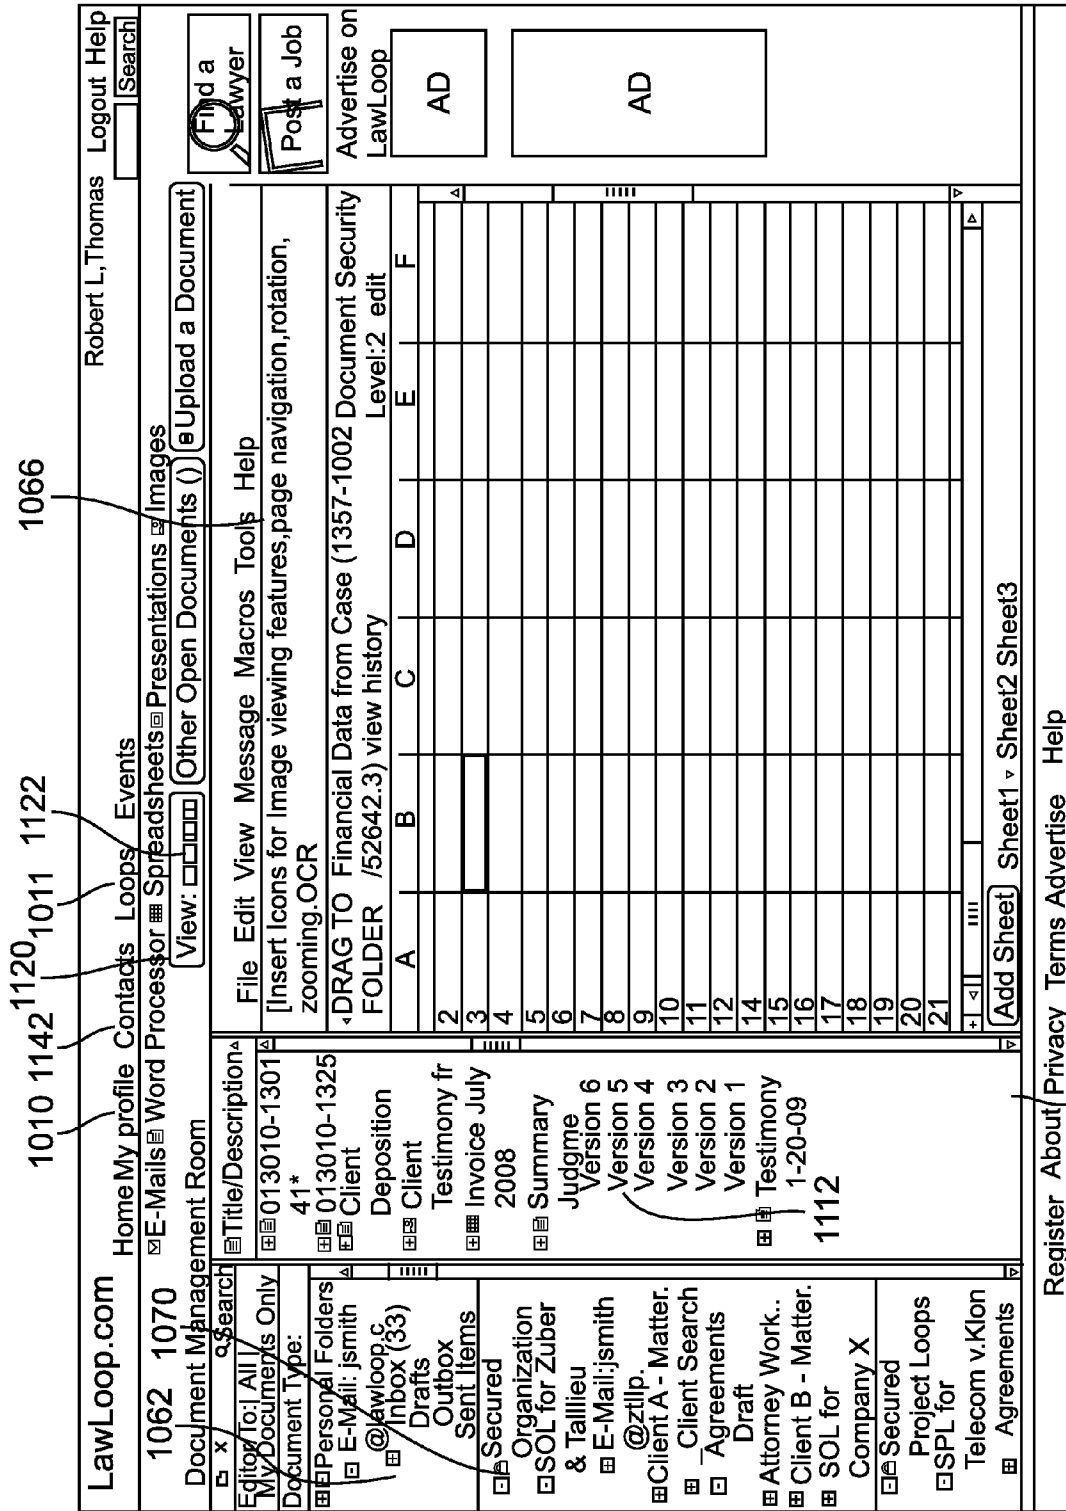 1010 1142 1120 1011 1122 1066
LawLoop.com
Robert L,Thomas Logout Help
Home My profile Contacts Loops Events
Search
1062 1070
E-Mails Word Processor Spreadsheets Presentations Images
Document Management Room
View: Other Open Documents () Upload a Document
Find a
Lawyer
Post a Job
Advertise on
LawLoop
AD
AD
x Search
Editor To:| All |
My Documents Only
Document Type:
Personal Folders
E-Mail: jsmith
@lawloop.c
Inbox (33)
Drafts
Outbox
Sent Items
Secured
Organization
SOL for Zuber
& Tallieu
E-Mail:jsmith
@ztllp.
Client A - Matter.
_Client Search
Agreements
Draft
Attorney Work..
Client B - Matter.
SOL for
Company X
Secured
Project Loops
SPL for
Telecom v.Klon
Agreements
Title/Description
013010-1301
41*
013010-1325
Client
Deposition
Client
Testimony fr
Invoice July
2008
Summary
Judgme
Version 6
Version 5
Version 4
Version 3
Version 2
Version 1
Testimony
1-20-09
1112
File Edit View Message Macros Tools Help
[Insert Icons for Image viewing features,page navigation,rotation,
zooming.OCR
DRAG TO Financial Data from Case (1357-1002 Document Security
FOLDER /52642.3) view history Level:2 edit
A B C D E F
2
3
4
5
6
7
8
9
10
11
12
14
15
16
17
18
19
20
21
Add Sheet Sheet1 Sheet2 Sheet3
Register About Privacy Terms Advertise Help